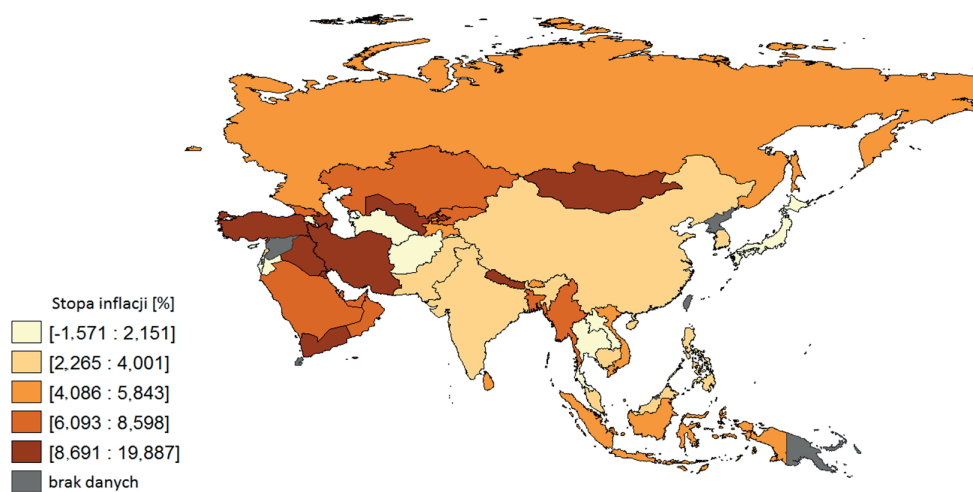 Stopa inflacji [%]
[-1,571 : 2,151]
[2,265 : 4,001]
[4.086 : 5,843]
[6.093 : 8,598]
[8.691 : 19,887]
brak danych